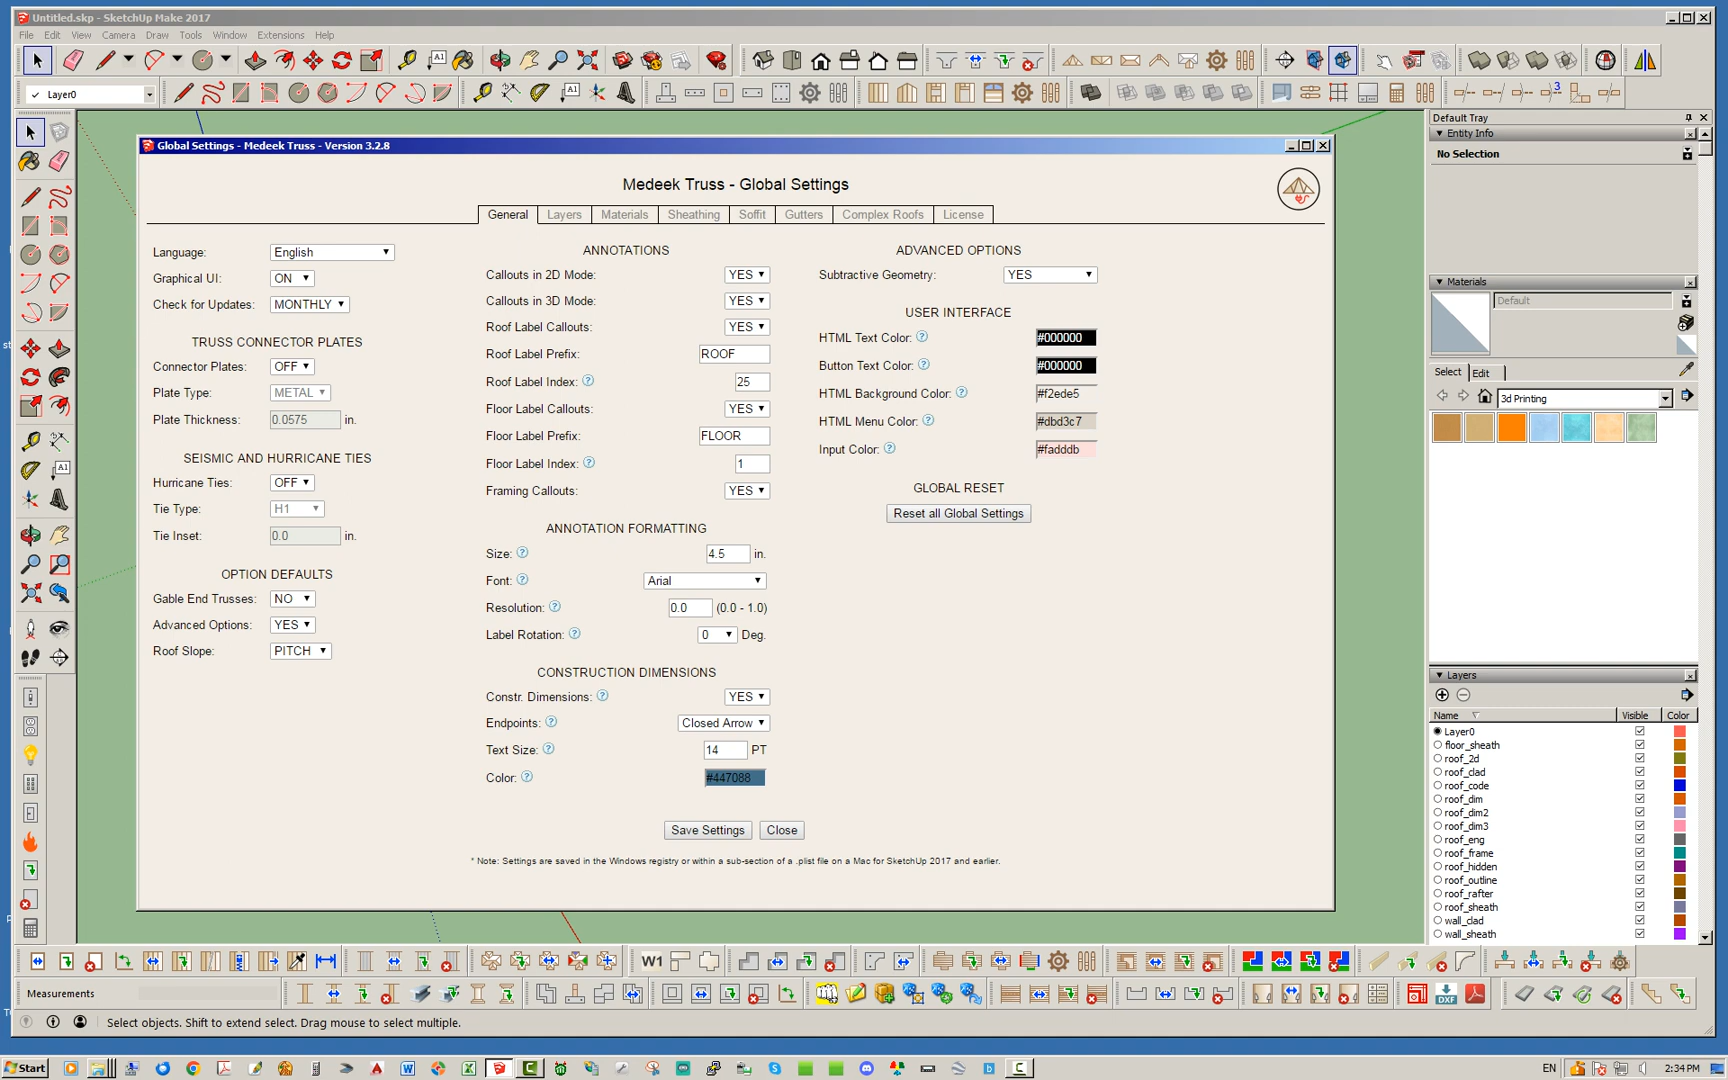 Untitled.skp - SketchUp Make 2017
File Edit View Camera Draw Tools Window Extensions Help
Layer0
Global Settings - Medeek Truss - Version 3.2.8
Medeek Truss - Global Settings
General Layers Materials Sheathing Soffit Gutters Complex Roofs License
Language: English
Graphical UI: ON
Check for Updates: MONTHLY
TRUSS CONNECTOR PLATES
Connector Plates: OFF
Plate Type: METAL
Plate Thickness: 0.0575 in.
SEISMIC AND HURRICANE TIES
Hurricane Ties: OFF
Tie Type: H1
Tie Inset: 0.0 in.
OPTION DEFAULTS
Gable End Trusses: NO
Advanced Options: YES
Roof Slope: PITCH
ANNOTATIONS
Callouts in 2D Mode: YES
Callouts in 3D Mode: YES
Roof Label Callouts: YES
Roof Label Prefix: ROOF
Roof Label Index: 25
Floor Label Callouts: YES
Floor Label Prefix: FLOOR
Floor Label Index: 1
Framing Callouts: YES
ANNOTATION FORMATTING
Size: 4.5 in.
Font: Arial
Resolution: 0.0 (0.0 - 1.0)
Label Rotation: 0 Deg.
CONSTRUCTION DIMENSIONS
Constr. Dimensions: YES
Endpoints: Closed Arrow
Text Size: 14 PT
Color: #447088
ADVANCED OPTIONS
Subtractive Geometry: YES
USER INTERFACE
HTML Text Color: #000000
Button Text Color: #000000
HTML Background Color: #f2ede5
HTML Menu Color: #dbd3c7
Input Color: #fadddb
GLOBAL RESET
Reset all Global Settings
Save Settings Close
* Note: Settings are saved in the Windows registry or within a sub-section of a .plist file on a Mac for SketchUp 2017 and earlier.
Default Tray
Entity Info
No Selection
Materials
Default
Select Edit
3d Printing
Layers
Name Visible Color
Layer0
floor_sheath
roof_2d
roof_clad
roof_code
roof_dim
roof_dim2
roof_dim3
roof_eng
roof_frame
roof_hidden
roof_outline
roof_rafter
roof_sheath
wall_clad
wall_sheath
W1
Measurements
DXF
Select objects. Shift to extend select. Drag mouse to select multiple.
Start
EN
2:34 PM